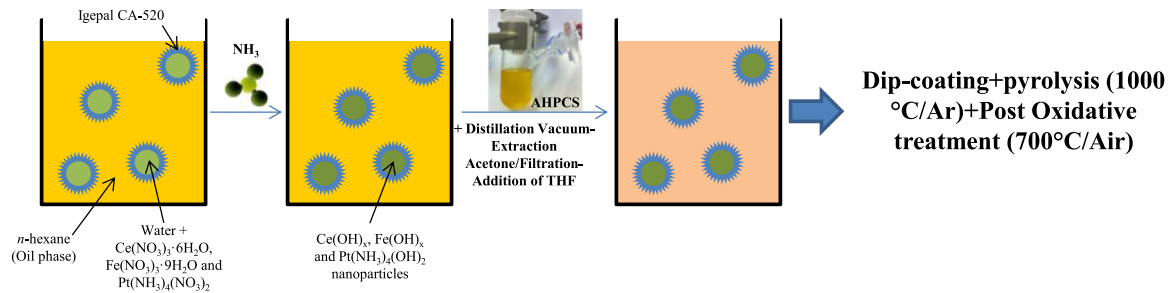 Igepal CA-520
NH₃
AHPCS
+ Distillation Vacuum-
Extraction
Acetone/Filtration-
Addition of THF
Dip-coating+pyrolysis (1000
°C/Ar)+Post Oxidative
treatment (700°C/Air)
n-hexane
(Oil phase)
Water +
Ce(NO₃)₃·6H₂O,
Fe(NO₃)₃·9H₂O and
Pt(NH₃)₄(NO₃)₂
Ce(OH)ₓ, Fe(OH)ₓ
and Pt(NH₃)₄(OH)₂
nanoparticles